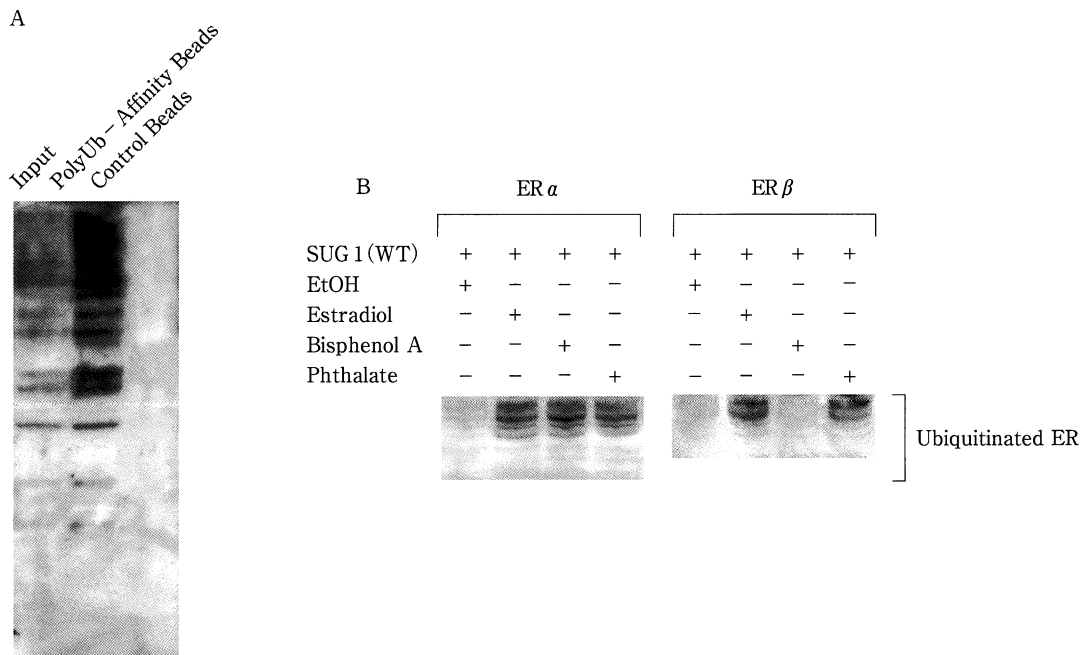 A
Input
PolyUb-Affinity Beads
Control Beads
B
ERα
ERβ
SUG1(WT) + + + + + + + +
EtOH + − − − + − − −
Estradiol − + − − − + − −
Bisphenol A − − + − − − + −
Phthalate − − − + − − − +
Ubiquitinated ER